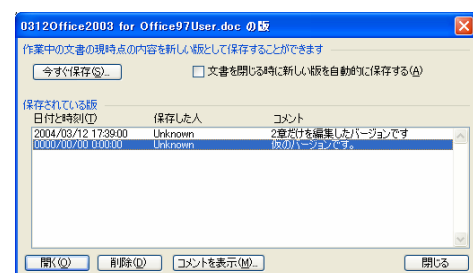 0312Office2003 for Office97User.doc の版
作業中の文書の現時点の内容を新しい版として保存することができます
今すぐ保存(S)... 文書を閉じる時に新しい版を自動的に保存する(A)
保存されている版
日付と時刻(T) 保存した人 コメント
2004/03/12 17:39:00 Unknown 2章だけを編集したバージョンです
0000/00/00 0:00:00 Unknown 仮のバージョンです。
開く(O) 削除(D) コメントを表示(M)... 閉じる